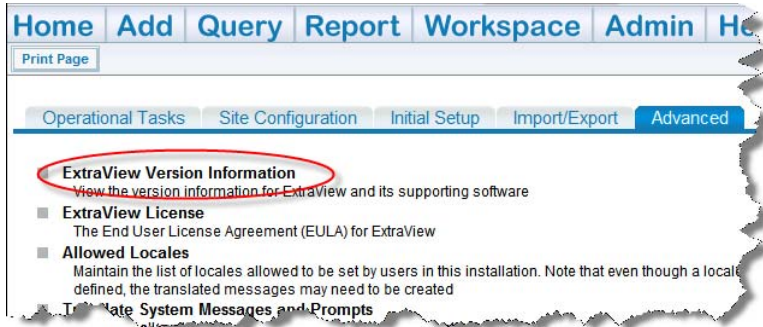 Home Add Query Report Workspace Admin
Print Page
Operational Tasks Site Configuration Initial Setup Import/Export Advanced
ExtraView Version Information
View the version information for ExtraView and its supporting software
ExtraView License
The End User License Agreement (EULA) for ExtraView
Allowed Locales
Maintain the list of locales allowed to be set by users in this installation. Note that even though a
defined, the translated messages may need to be created
System Messages and Prompts